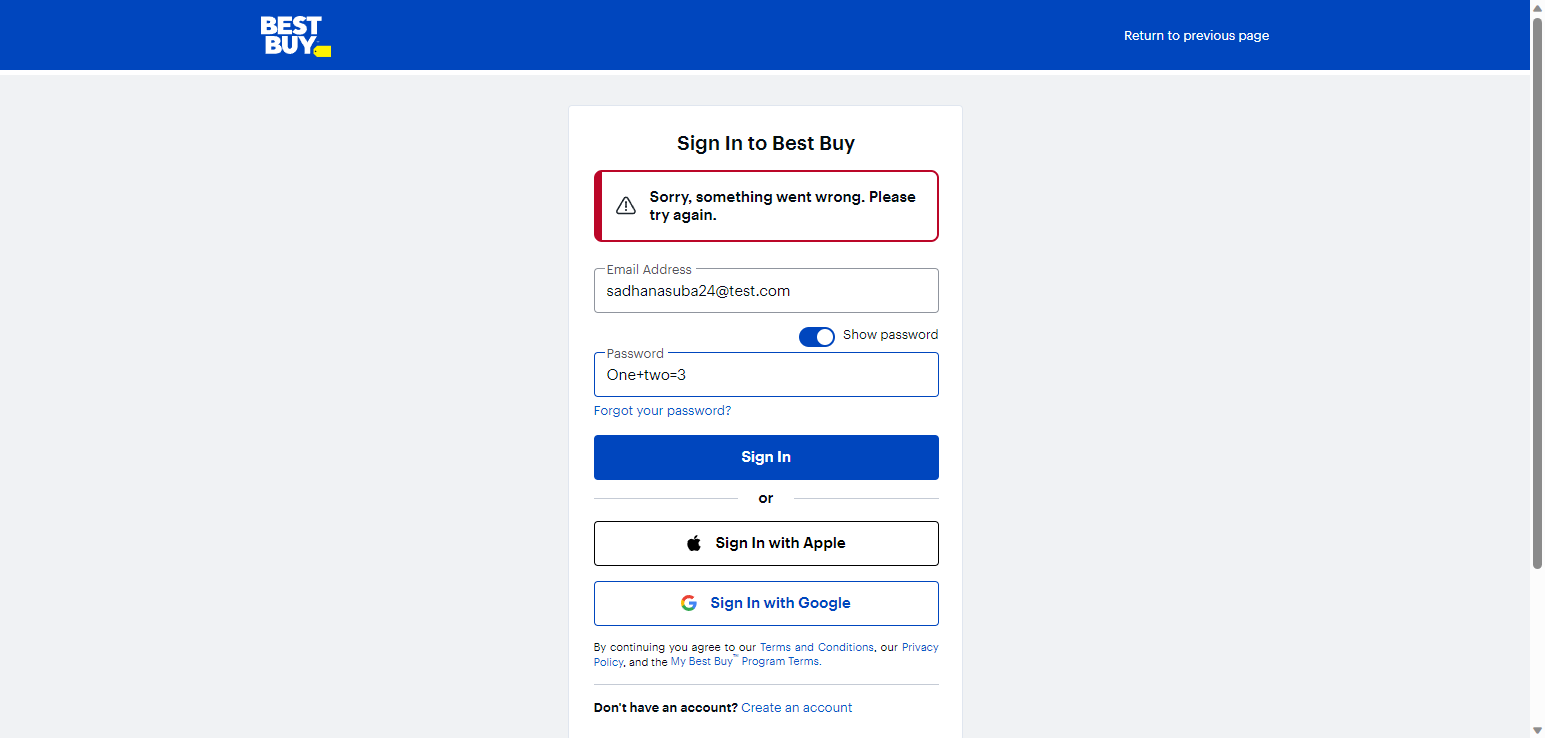 BEST
BUY
Return to previous page
Sign In to Best Buy
Sorry, something went wrong. Please
try again.
Email Address
sadhanasuba24@test.com
Show password
Password
One+two=3
Forgot your password?
Sign In
or
Sign In with Apple
Sign In with Google
By continuing you agree to our Terms and Conditions, our Privacy
Policy, and the My Best Buy™ Program Terms.
Don't have an account? Create an account